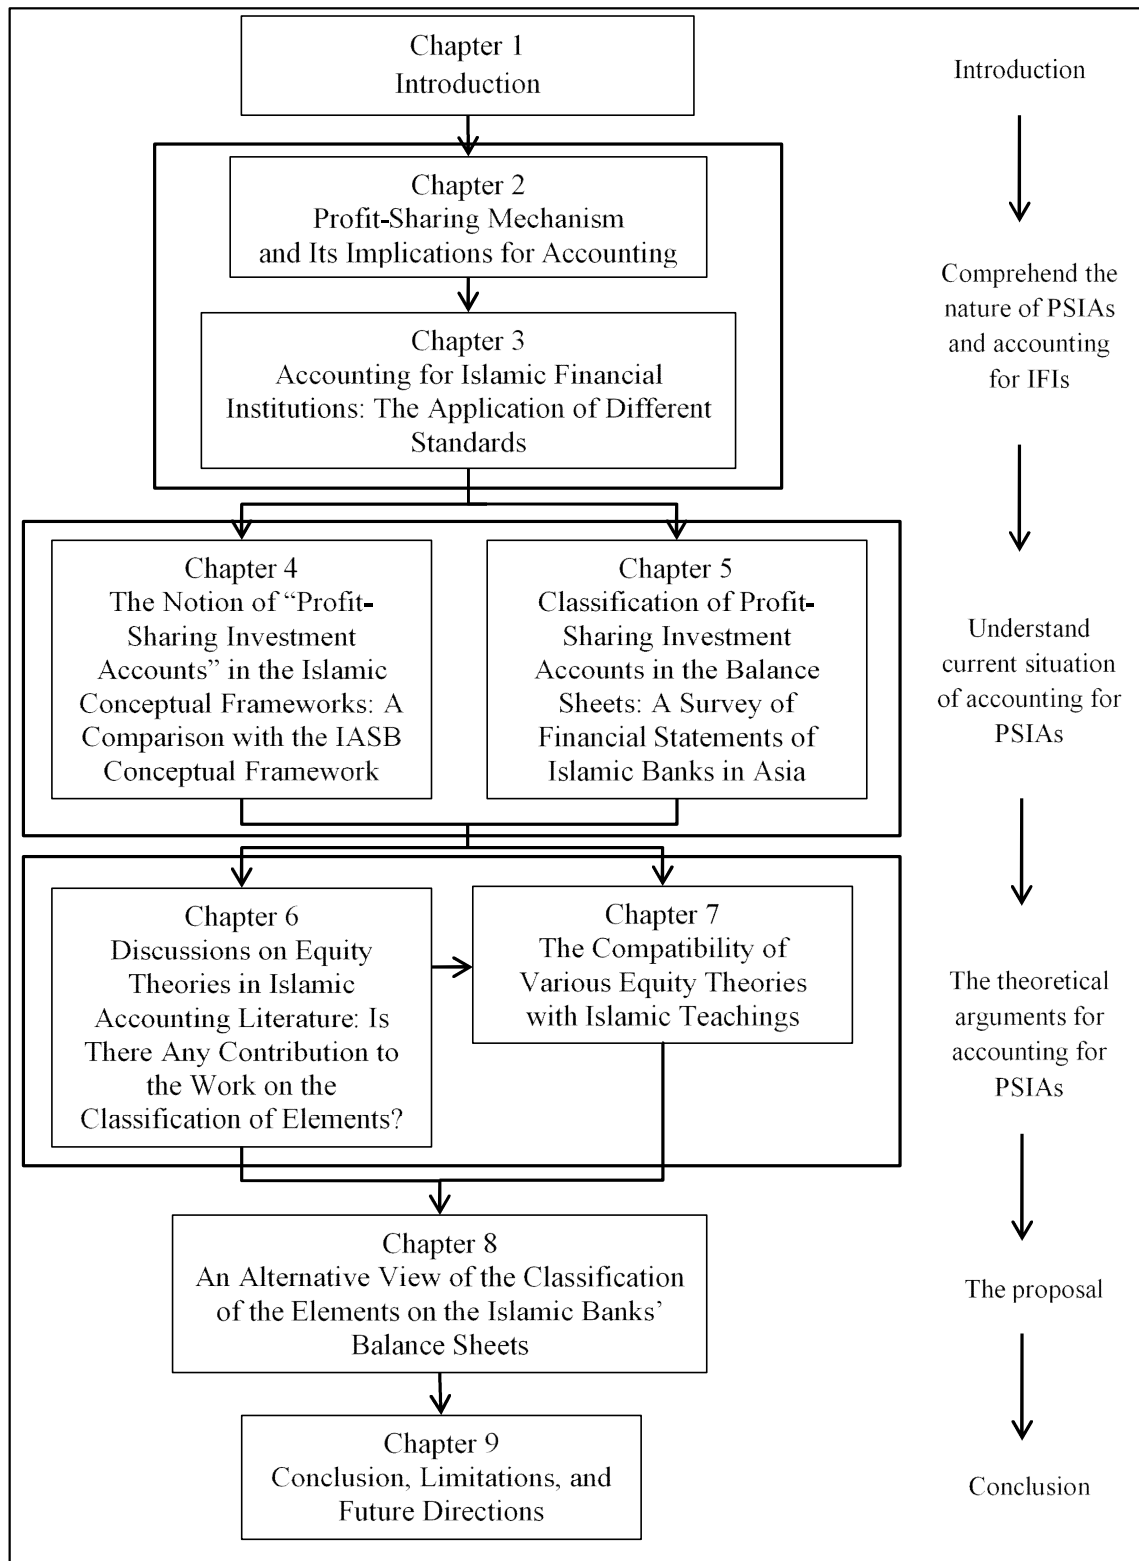 Chapter 1
Introduction
Introduction
Chapter 2
Profit-Sharing Mechanism
and Its Implications for Accounting
Chapter 3
Accounting for Islamic Financial
Institutions: The Application of Different
Standards
Comprehend the
nature of PSIAs
and accounting
for IFIs
Chapter 4
The Notion of “Profit-
Sharing Investment
Accounts” in the Islamic
Conceptual Frameworks: A
Comparison with the IASB
Conceptual Framework
Chapter 5
Classification of Profit-
Sharing Investment
Accounts in the Balance
Sheets: A Survey of
Financial Statements of
Islamic Banks in Asia
Understand
current situation
of accounting for
PSIAs
Chapter 6
Discussions on Equity
Theories in Islamic
Accounting Literature: Is
There Any Contribution to
the Work on the
Classification of Elements?
Chapter 7
The Compatibility of
Various Equity Theories
with Islamic Teachings
The theoretical
arguments for
accounting for
PSIAs
Chapter 8
An Alternative View of the Classification
of the Elements on the Islamic Banks’
Balance Sheets
The proposal
Chapter 9
Conclusion, Limitations, and
Future Directions
Conclusion